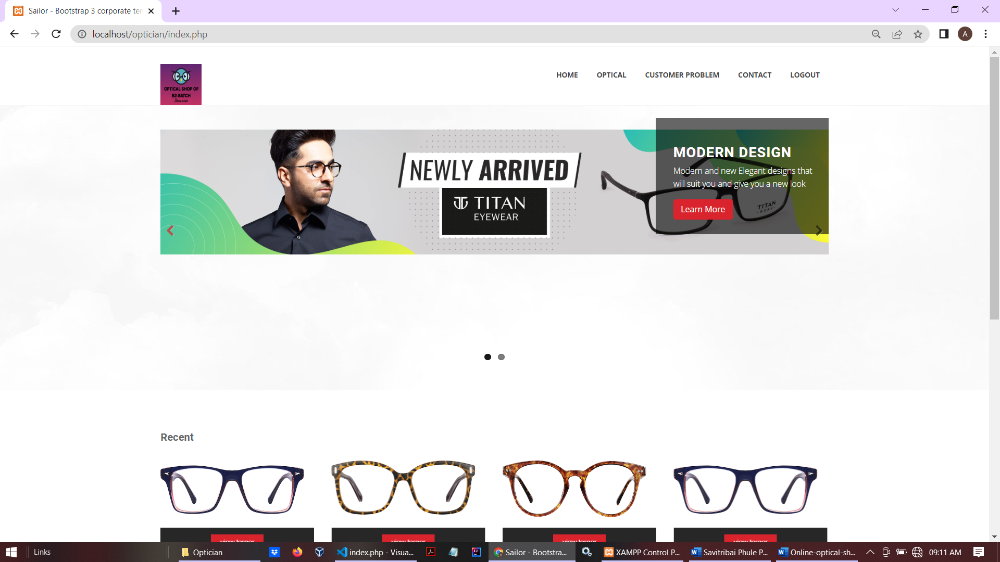 Sailor - Bootstrap 3 corporate ter
localhost/optician/index.php
A
OPTICAL SHOP OF
B2-BATCH
HOME
OPTICAL
CUSTOMER PROBLEM
CONTACT
LOGOUT
NEWLY ARRIVED
TITAN
EYEWEAR
TITAN
WORK
MODERN DESIGN
Modern and new Elegant designs that
will suit you and give you a new look
Learn More
Recent
view larger
view larger
view larger
view larger
Links
Optician
index.php - Visua...
Sailor - Bootstra...
XAMPP Control P...
Savitribai Phule P...
Online-optical-sh...
09:11 AM